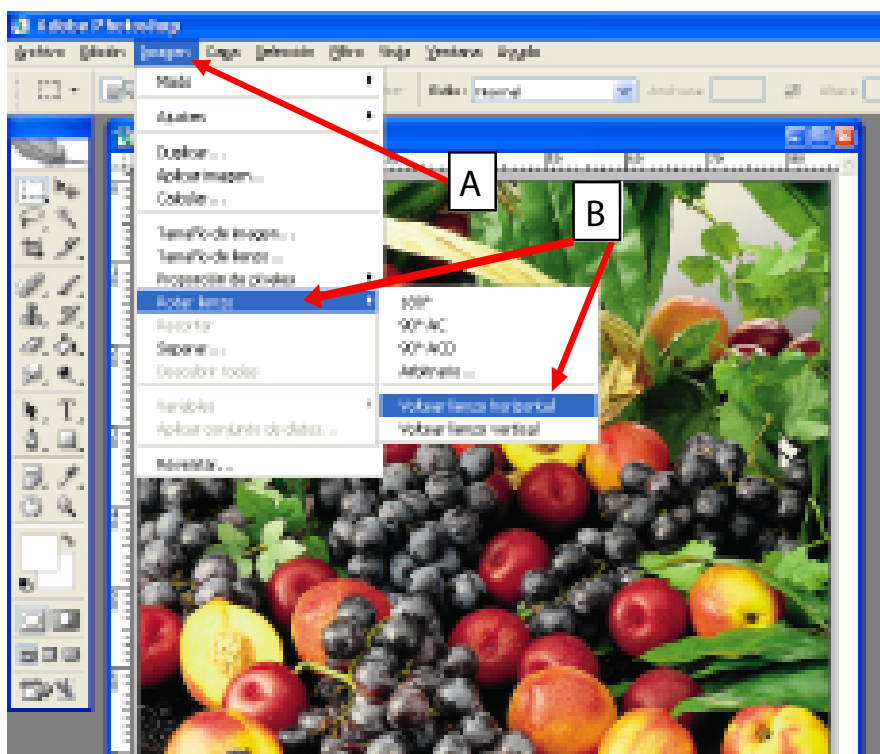 Adobe Photoshop
Archivo Edición Imagen Capa Selección Filtro Vista Ventana Ayuda
Modo
Estilo: Normal Anchura: Altura:
Ajustes
Duplicar...
Aplicar imagen...
Calcular...
A
B
Tamaño de imagen...
Tamaño de lienzo...
Proporción de píxeles
Rotar lienzo
180°
Recortar
90° AC
Separar...
90° ACD
Descubrir todas
Arbitrario...
Variables
Voltear lienzo horizontal
Aplicar conjunto de datos...
Voltear lienzo vertical
Reventar...